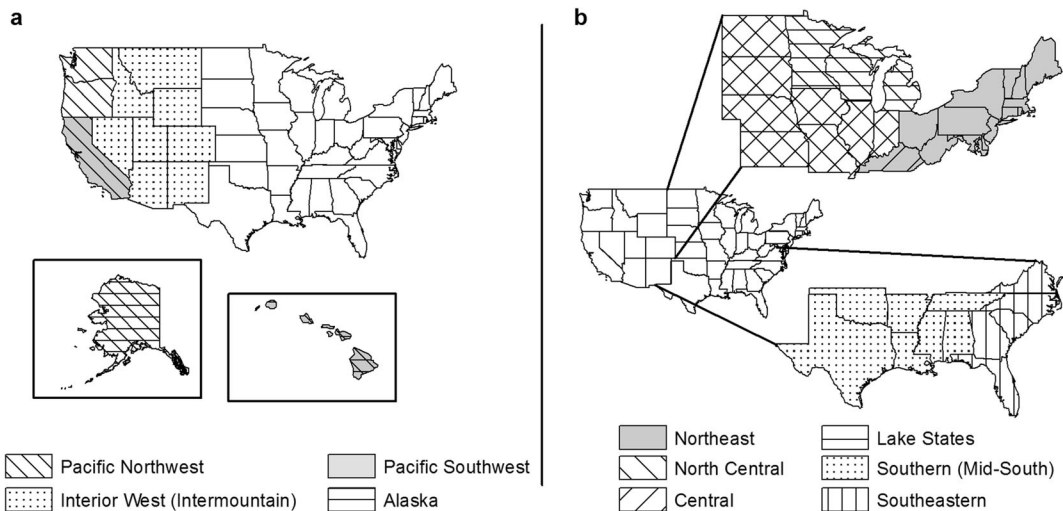 a
Pacific Northwest
Pacific Southwest
Interior West (Intermountain)
Alaska
b
Northeast
Lake States
North Central
Southern (Mid-South)
Central
Southeastern